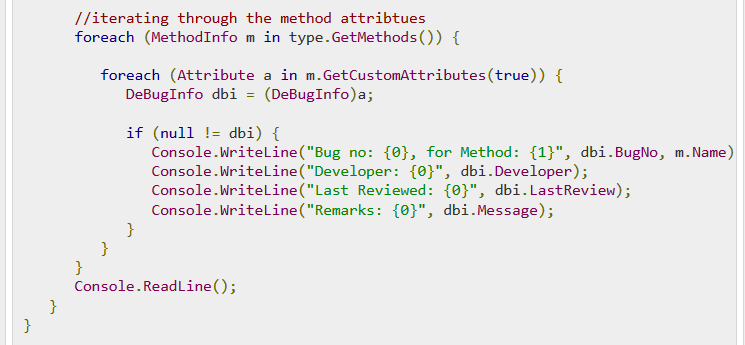 //iterating through the method attribtues
foreach (MethodInfo m in type.GetMethods()) {
foreach (Attribute a in m.GetCustomAttributes(true)) {
DeBugInfo dbi = (DeBugInfo)a;
if (null != dbi) {
Console.WriteLine("Bug no: {0}, for Method: {1}", dbi.BugNo, m.Name)
Console.WriteLine("Developer: {0}", dbi.Developer);
Console.WriteLine("Last Reviewed: {0}", dbi.LastReview);
Console.WriteLine("Remarks: {0}", dbi.Message);
}
}
}
Console.ReadLine();
}
}